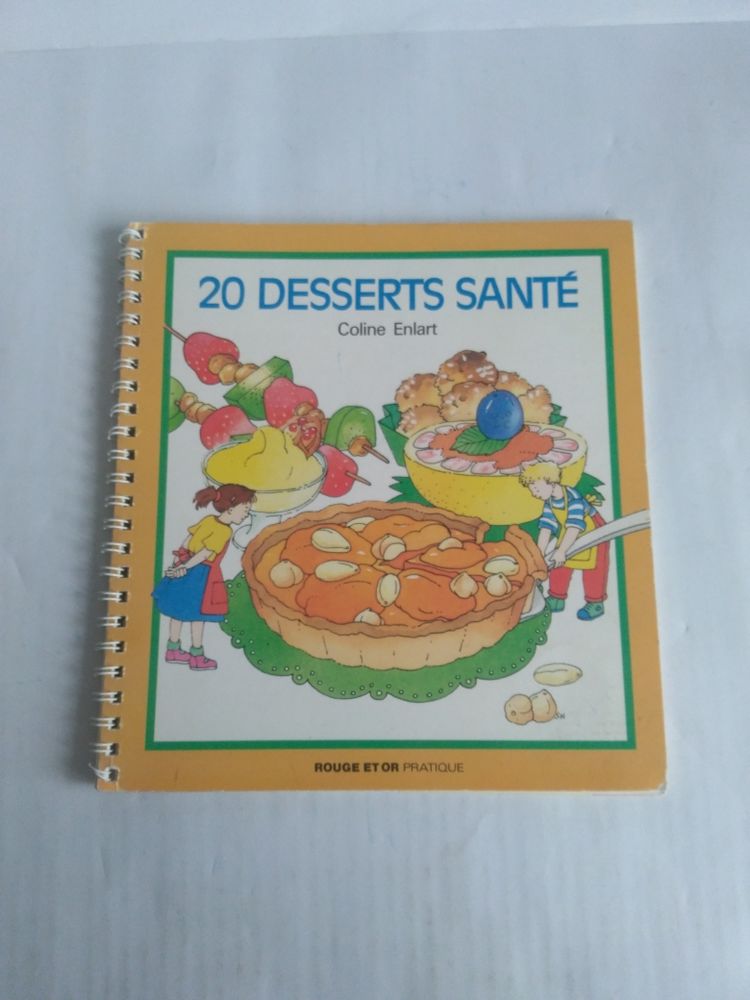 20 DESSERTS SANTÉ
Coline Enlart
ROUGE ET OR PRATIQUE